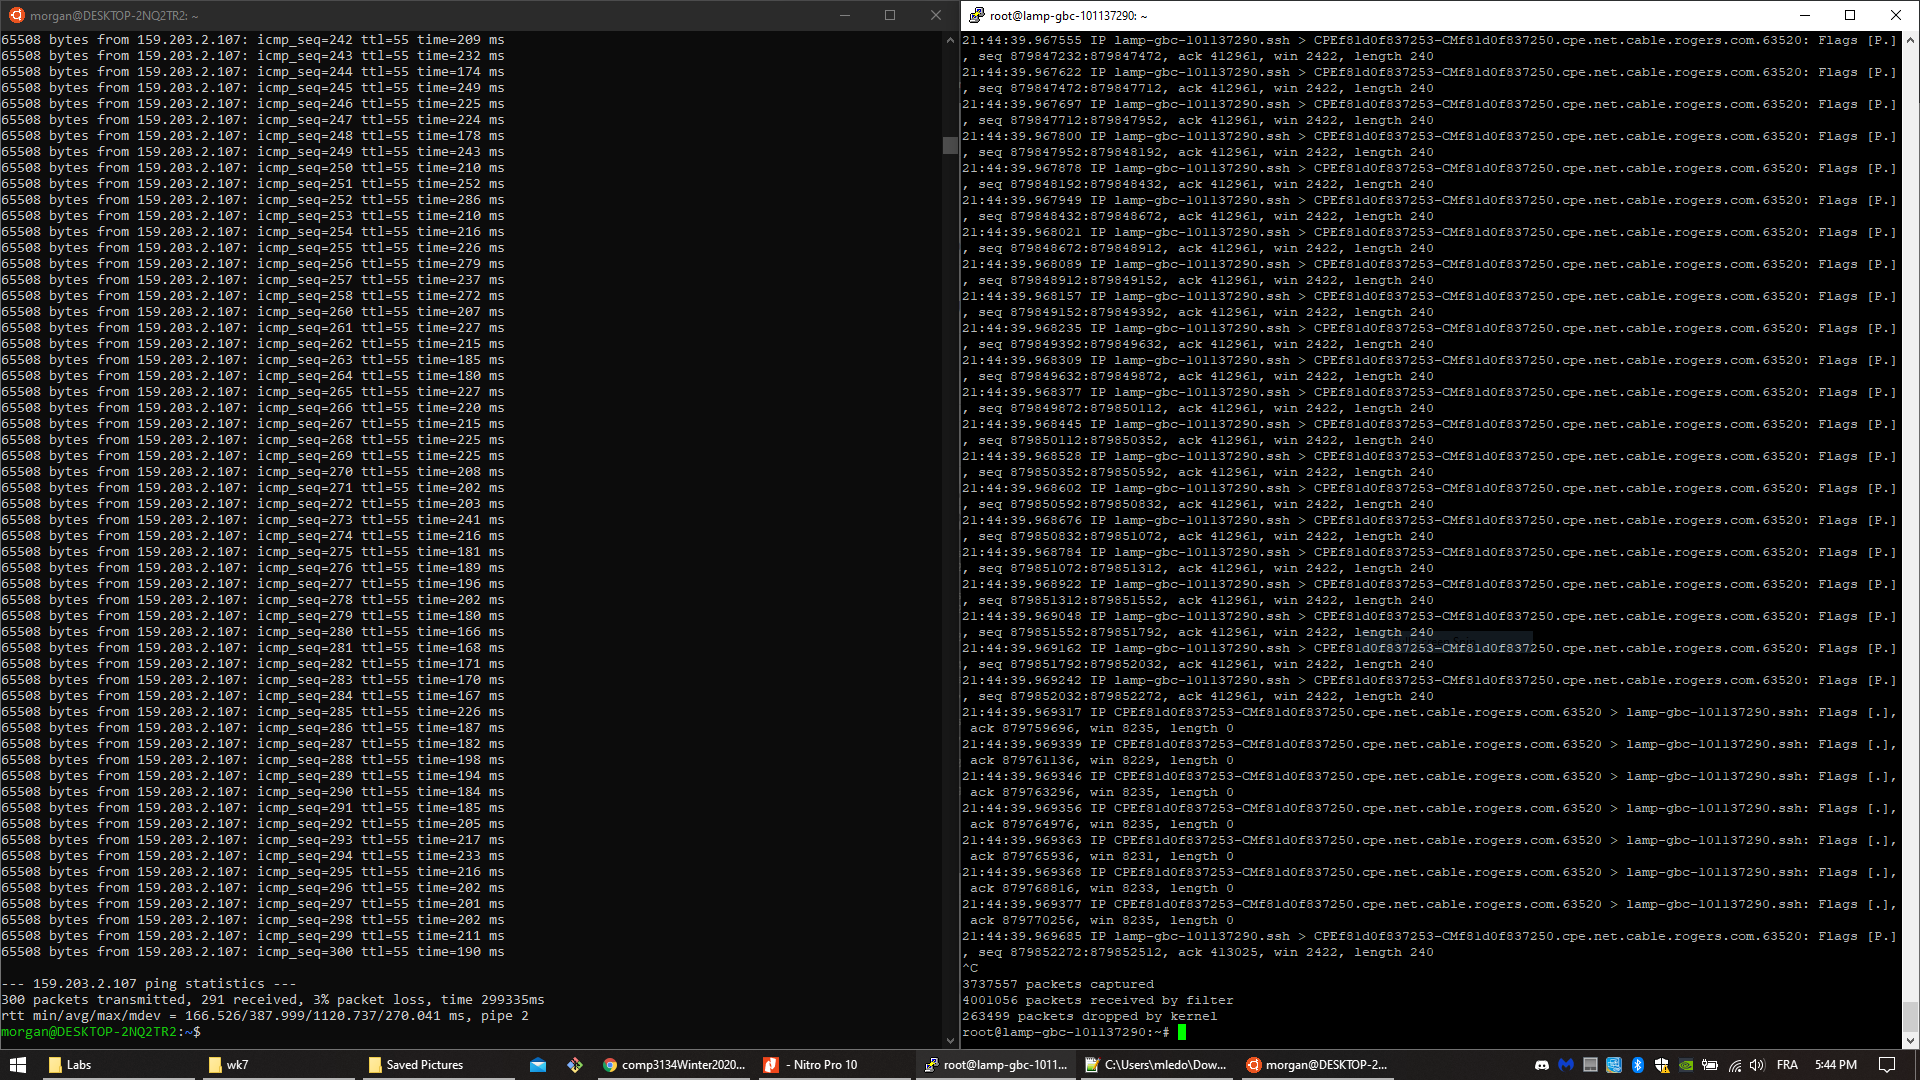 morgan@DESKTOP-2NQ2TR2: ~
65508 bytes from 159.203.2.107: icmp_seq=242 ttl=55 time=209 ms
65508 bytes from 159.203.2.107: icmp_seq=243 ttl=55 time=232 ms
65508 bytes from 159.203.2.107: icmp_seq=244 ttl=55 time=174 ms
65508 bytes from 159.203.2.107: icmp_seq=245 ttl=55 time=249 ms
65508 bytes from 159.203.2.107: icmp_seq=246 ttl=55 time=225 ms
65508 bytes from 159.203.2.107: icmp_seq=247 ttl=55 time=224 ms
65508 bytes from 159.203.2.107: icmp_seq=248 ttl=55 time=178 ms
65508 bytes from 159.203.2.107: icmp_seq=249 ttl=55 time=243 ms
65508 bytes from 159.203.2.107: icmp_seq=250 ttl=55 time=210 ms
65508 bytes from 159.203.2.107: icmp_seq=251 ttl=55 time=252 ms
65508 bytes from 159.203.2.107: icmp_seq=252 ttl=55 time=286 ms
65508 bytes from 159.203.2.107: icmp_seq=253 ttl=55 time=210 ms
65508 bytes from 159.203.2.107: icmp_seq=254 ttl=55 time=216 ms
65508 bytes from 159.203.2.107: icmp_seq=255 ttl=55 time=226 ms
65508 bytes from 159.203.2.107: icmp_seq=256 ttl=55 time=279 ms
65508 bytes from 159.203.2.107: icmp_seq=257 ttl=55 time=237 ms
65508 bytes from 159.203.2.107: icmp_seq=258 ttl=55 time=272 ms
65508 bytes from 159.203.2.107: icmp_seq=260 ttl=55 time=207 ms
65508 bytes from 159.203.2.107: icmp_seq=261 ttl=55 time=227 ms
65508 bytes from 159.203.2.107: icmp_seq=262 ttl=55 time=215 ms
65508 bytes from 159.203.2.107: icmp_seq=263 ttl=55 time=185 ms
65508 bytes from 159.203.2.107: icmp_seq=264 ttl=55 time=180 ms
65508 bytes from 159.203.2.107: icmp_seq=265 ttl=55 time=227 ms
65508 bytes from 159.203.2.107: icmp_seq=266 ttl=55 time=220 ms
65508 bytes from 159.203.2.107: icmp_seq=267 ttl=55 time=215 ms
65508 bytes from 159.203.2.107: icmp_seq=268 ttl=55 time=225 ms
65508 bytes from 159.203.2.107: icmp_seq=269 ttl=55 time=225 ms
65508 bytes from 159.203.2.107: icmp_seq=270 ttl=55 time=208 ms
65508 bytes from 159.203.2.107: icmp_seq=271 ttl=55 time=202 ms
65508 bytes from 159.203.2.107: icmp_seq=272 ttl=55 time=203 ms
65508 bytes from 159.203.2.107: icmp_seq=273 ttl=55 time=241 ms
65508 bytes from 159.203.2.107: icmp_seq=274 ttl=55 time=216 ms
65508 bytes from 159.203.2.107: icmp_seq=275 ttl=55 time=181 ms
65508 bytes from 159.203.2.107: icmp_seq=276 ttl=55 time=189 ms
65508 bytes from 159.203.2.107: icmp_seq=277 ttl=55 time=196 ms
65508 bytes from 159.203.2.107: icmp_seq=278 ttl=55 time=202 ms
65508 bytes from 159.203.2.107: icmp_seq=279 ttl=55 time=180 ms
65508 bytes from 159.203.2.107: icmp_seq=280 ttl=55 time=166 ms
65508 bytes from 159.203.2.107: icmp_seq=281 ttl=55 time=168 ms
65508 bytes from 159.203.2.107: icmp_seq=282 ttl=55 time=171 ms
65508 bytes from 159.203.2.107: icmp_seq=283 ttl=55 time=170 ms
65508 bytes from 159.203.2.107: icmp_seq=284 ttl=55 time=167 ms
65508 bytes from 159.203.2.107: icmp_seq=285 ttl=55 time=226 ms
65508 bytes from 159.203.2.107: icmp_seq=286 ttl=55 time=187 ms
65508 bytes from 159.203.2.107: icmp_seq=287 ttl=55 time=182 ms
65508 bytes from 159.203.2.107: icmp_seq=288 ttl=55 time=198 ms
65508 bytes from 159.203.2.107: icmp_seq=289 ttl=55 time=194 ms
65508 bytes from 159.203.2.107: icmp_seq=290 ttl=55 time=184 ms
65508 bytes from 159.203.2.107: icmp_seq=291 ttl=55 time=185 ms
65508 bytes from 159.203.2.107: icmp_seq=292 ttl=55 time=205 ms
65508 bytes from 159.203.2.107: icmp_seq=293 ttl=55 time=217 ms
65508 bytes from 159.203.2.107: icmp_seq=294 ttl=55 time=233 ms
65508 bytes from 159.203.2.107: icmp_seq=295 ttl=55 time=216 ms
65508 bytes from 159.203.2.107: icmp_seq=296 ttl=55 time=202 ms
65508 bytes from 159.203.2.107: icmp_seq=297 ttl=55 time=201 ms
65508 bytes from 159.203.2.107: icmp_seq=298 ttl=55 time=202 ms
65508 bytes from 159.203.2.107: icmp_seq=299 ttl=55 time=211 ms
65508 bytes from 159.203.2.107: icmp_seq=300 ttl=55 time=190 ms
--- 159.203.2.107 ping statistics ---
300 packets transmitted, 291 received, 3% packet loss, time 299335ms
rtt min/avg/max/mdev = 166.526/387.999/1120.737/270.041 ms, pipe 2
morgan@DESKTOP-2NQ2TR2:~$
root@lamp-gbc-101137290: ~
21:44:39.967555 IP lamp-gbc-101137290.ssh > CPEf81d0f837253-CMf81d0f837250.cpe.net.cable.rogers.com.63520: Flags [P.]
, seq 879847232:879847472, ack 412961, win 2422, length 240
21:44:39.967622 IP lamp-gbc-101137290.ssh > CPEf81d0f837253-CMf81d0f837250.cpe.net.cable.rogers.com.63520: Flags [P.]
, seq 879847472:879847712, ack 412961, win 2422, length 240
21:44:39.967697 IP lamp-gbc-101137290.ssh > CPEf81d0f837253-CMf81d0f837250.cpe.net.cable.rogers.com.63520: Flags [P.]
, seq 879847712:879847952, ack 412961, win 2422, length 240
21:44:39.967800 IP lamp-gbc-101137290.ssh > CPEf81d0f837253-CMf81d0f837250.cpe.net.cable.rogers.com.63520: Flags [P.]
, seq 879847952:879848192, ack 412961, win 2422, length 240
21:44:39.967878 IP lamp-gbc-101137290.ssh > CPEf81d0f837253-CMf81d0f837250.cpe.net.cable.rogers.com.63520: Flags [P.]
, seq 879848192:879848432, ack 412961, win 2422, length 240
21:44:39.967949 IP lamp-gbc-101137290.ssh > CPEf81d0f837253-CMf81d0f837250.cpe.net.cable.rogers.com.63520: Flags [P.]
, seq 879848432:879848672, ack 412961, win 2422, length 240
21:44:39.968021 IP lamp-gbc-101137290.ssh > CPEf81d0f837253-CMf81d0f837250.cpe.net.cable.rogers.com.63520: Flags [P.]
, seq 879848672:879848912, ack 412961, win 2422, length 240
21:44:39.968089 IP lamp-gbc-101137290.ssh > CPEf81d0f837253-CMf81d0f837250.cpe.net.cable.rogers.com.63520: Flags [P.]
, seq 879848912:879849152, ack 412961, win 2422, length 240
21:44:39.968157 IP lamp-gbc-101137290.ssh > CPEf81d0f837253-CMf81d0f837250.cpe.net.cable.rogers.com.63520: Flags [P.]
, seq 879849152:879849392, ack 412961, win 2422, length 240
21:44:39.968235 IP lamp-gbc-101137290.ssh > CPEf81d0f837253-CMf81d0f837250.cpe.net.cable.rogers.com.63520: Flags [P.]
, seq 879849392:879849632, ack 412961, win 2422, length 240
21:44:39.968309 IP lamp-gbc-101137290.ssh > CPEf81d0f837253-CMf81d0f837250.cpe.net.cable.rogers.com.63520: Flags [P.]
, seq 879849632:879849872, ack 412961, win 2422, length 240
21:44:39.968377 IP lamp-gbc-101137290.ssh > CPEf81d0f837253-CMf81d0f837250.cpe.net.cable.rogers.com.63520: Flags [P.]
, seq 879849872:879850112, ack 412961, win 2422, length 240
21:44:39.968445 IP lamp-gbc-101137290.ssh > CPEf81d0f837253-CMf81d0f837250.cpe.net.cable.rogers.com.63520: Flags [P.]
, seq 879850112:879850352, ack 412961, win 2422, length 240
21:44:39.968528 IP lamp-gbc-101137290.ssh > CPEf81d0f837253-CMf81d0f837250.cpe.net.cable.rogers.com.63520: Flags [P.]
, seq 879850352:879850592, ack 412961, win 2422, length 240
21:44:39.968602 IP lamp-gbc-101137290.ssh > CPEf81d0f837253-CMf81d0f837250.cpe.net.cable.rogers.com.63520: Flags [P.]
, seq 879850592:879850832, ack 412961, win 2422, length 240
21:44:39.968676 IP lamp-gbc-101137290.ssh > CPEf81d0f837253-CMf81d0f837250.cpe.net.cable.rogers.com.63520: Flags [P.]
, seq 879850832:879851072, ack 412961, win 2422, length 240
21:44:39.968784 IP lamp-gbc-101137290.ssh > CPEf81d0f837253-CMf81d0f837250.cpe.net.cable.rogers.com.63520: Flags [P.]
, seq 879851072:879851312, ack 412961, win 2422, length 240
21:44:39.968922 IP lamp-gbc-101137290.ssh > CPEf81d0f837253-CMf81d0f837250.cpe.net.cable.rogers.com.63520: Flags [P.]
, seq 879851312:879851552, ack 412961, win 2422, length 240
21:44:39.969048 IP lamp-gbc-101137290.ssh > CPEf81d0f837253-CMf81d0f837250.cpe.net.cable.rogers.com.63520: Flags [P.]
, seq 879851552:879851792, ack 412961, win 2422, length 240
21:44:39.969162 IP lamp-gbc-101137290.ssh > CPEf81d0f837253-CMf81d0f837250.cpe.net.cable.rogers.com.63520: Flags [P.]
, seq 879851792:879852032, ack 412961, win 2422, length 240
21:44:39.969242 IP lamp-gbc-101137290.ssh > CPEf81d0f837253-CMf81d0f837250.cpe.net.cable.rogers.com.63520: Flags [P.]
, seq 879852032:879852272, ack 412961, win 2422, length 240
21:44:39.969317 IP CPEf81d0f837253-CMf81d0f837250.cpe.net.cable.rogers.com.63520 > lamp-gbc-101137290.ssh: Flags [.],
ack 879759696, win 8235, length 0
21:44:39.969339 IP CPEf81d0f837253-CMf81d0f837250.cpe.net.cable.rogers.com.63520 > lamp-gbc-101137290.ssh: Flags [.],
ack 879761136, win 8229, length 0
21:44:39.969346 IP CPEf81d0f837253-CMf81d0f837250.cpe.net.cable.rogers.com.63520 > lamp-gbc-101137290.ssh: Flags [.],
ack 879763296, win 8235, length 0
21:44:39.969356 IP CPEf81d0f837253-CMf81d0f837250.cpe.net.cable.rogers.com.63520 > lamp-gbc-101137290.ssh: Flags [.],
ack 879764976, win 8235, length 0
21:44:39.969363 IP CPEf81d0f837253-CMf81d0f837250.cpe.net.cable.rogers.com.63520 > lamp-gbc-101137290.ssh: Flags [.],
ack 879765936, win 8231, length 0
21:44:39.969368 IP CPEf81d0f837253-CMf81d0f837250.cpe.net.cable.rogers.com.63520 > lamp-gbc-101137290.ssh: Flags [.],
ack 879768816, win 8233, length 0
21:44:39.969377 IP CPEf81d0f837253-CMf81d0f837250.cpe.net.cable.rogers.com.63520 > lamp-gbc-101137290.ssh: Flags [.],
ack 879770256, win 8235, length 0
21:44:39.969685 IP lamp-gbc-101137290.ssh > CPEf81d0f837253-CMf81d0f837250.cpe.net.cable.rogers.com.63520: Flags [P.]
, seq 879852272:879852512, ack 413025, win 2422, length 240
^C
3737557 packets captured
4001056 packets received by filter
263499 packets dropped by kernel
root@lamp-gbc-101137290:~#
Labs
wk7
Saved Pictures
comp3134Winter2020...
- Nitro Pro 10
root@lamp-gbc-1011...
C:\Users\mledo\Dow...
morgan@DESKTOP-2...
FRA
5:44 PM